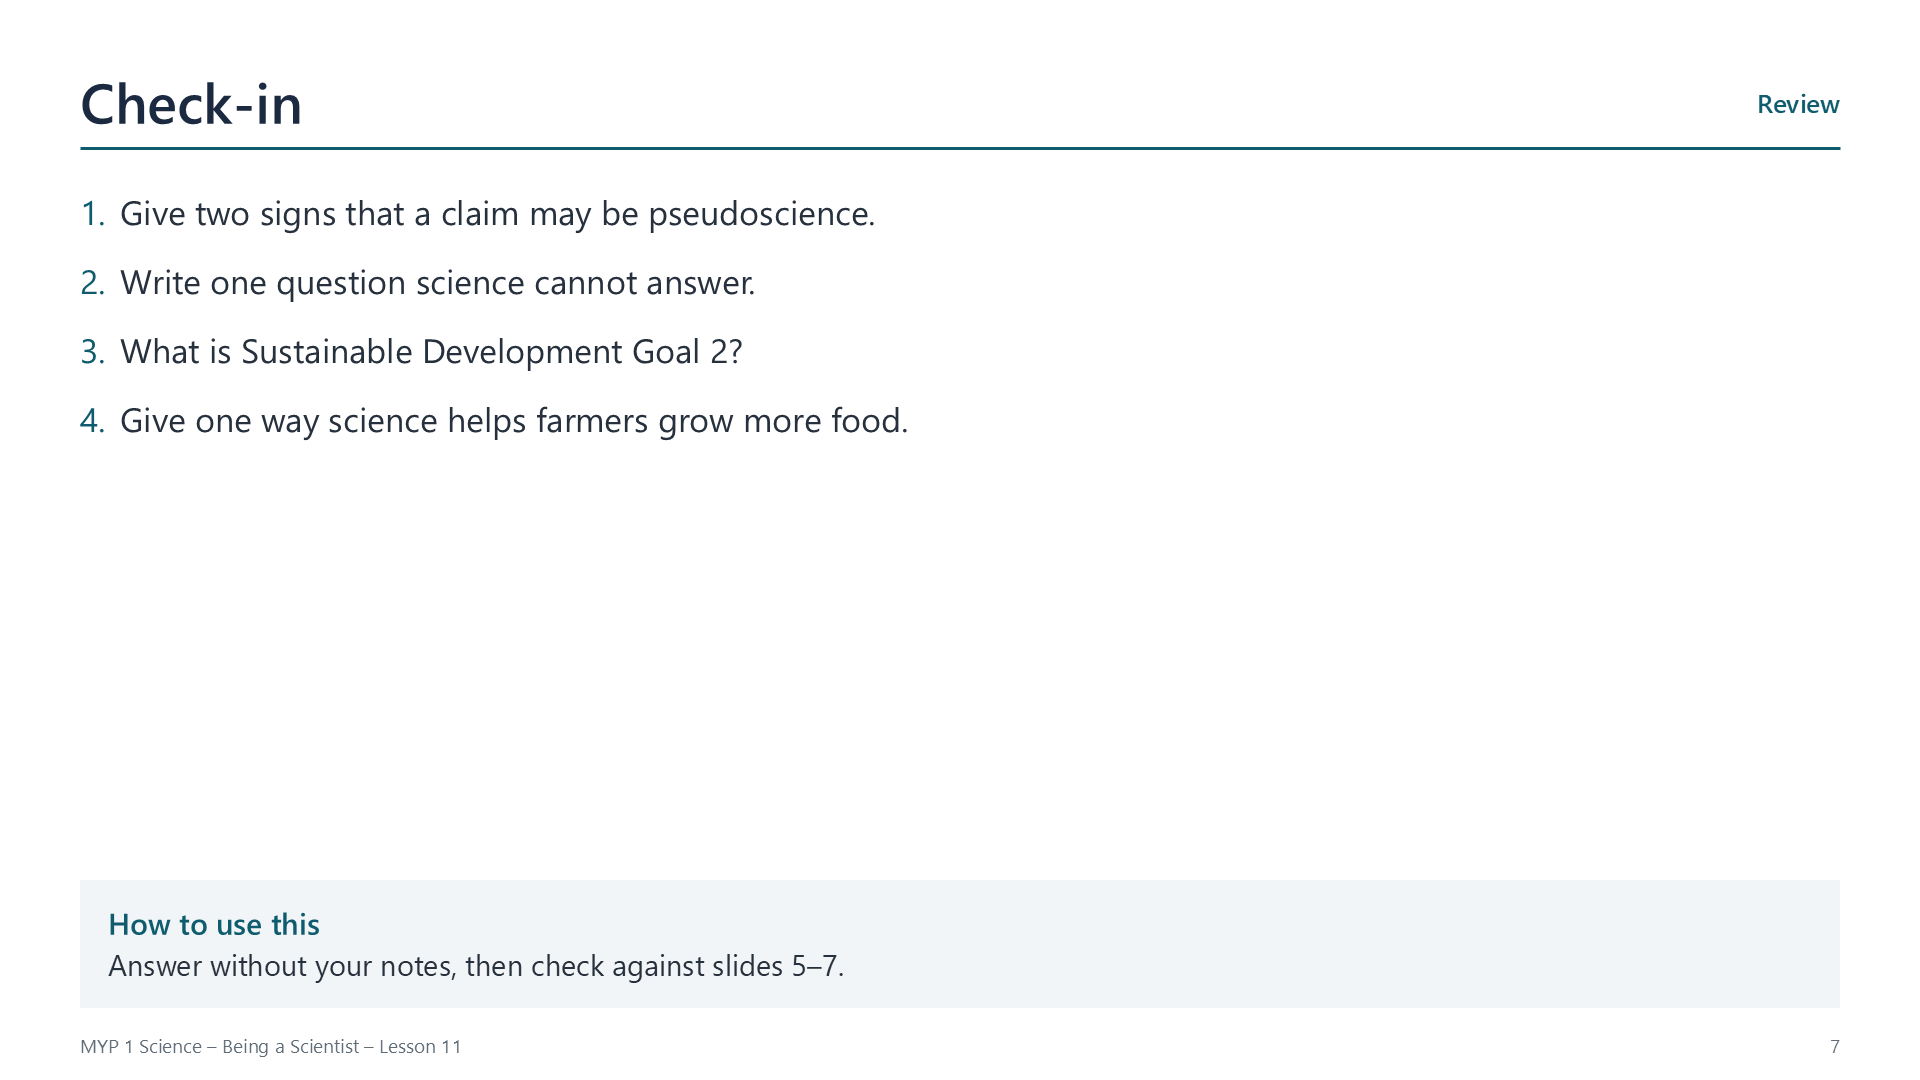 Check-in
Review
1. Give two signs that a claim may be pseudoscience.
2. Write one question science cannot answer.
3. What is Sustainable Development Goal 2?
4. Give one way science helps farmers grow more food.
How to use this
Answer without your notes, then check against slides 5–7.
MYP 1 Science – Being a Scientist – Lesson 11
7